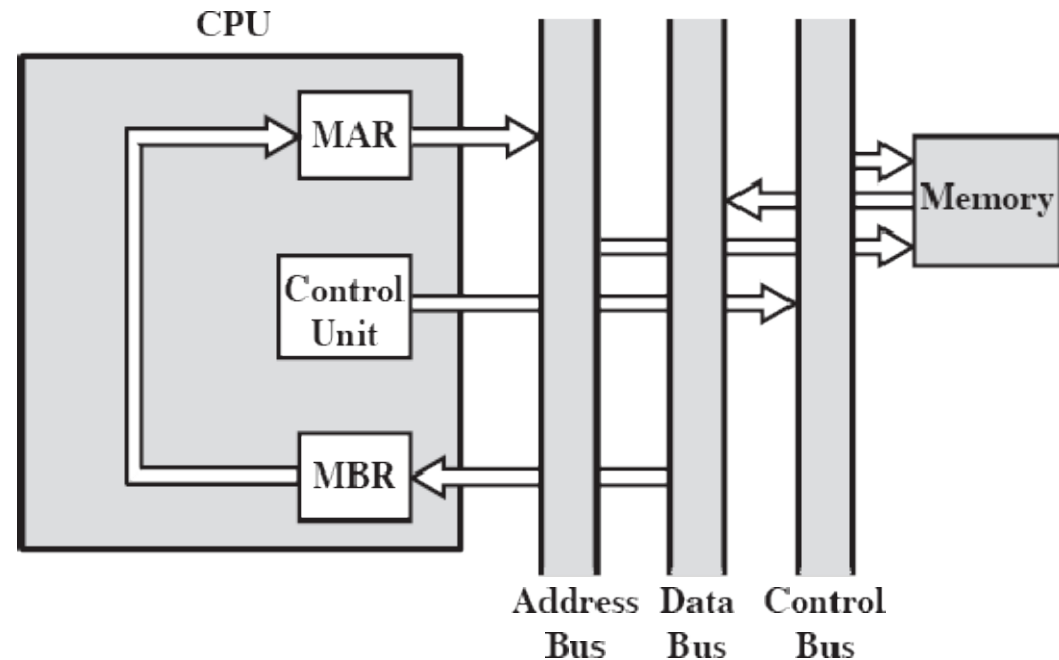 CPU
MAR
Memory
Control
Unit
MBR
Address
Bus
Data
Bus
Control
Bus